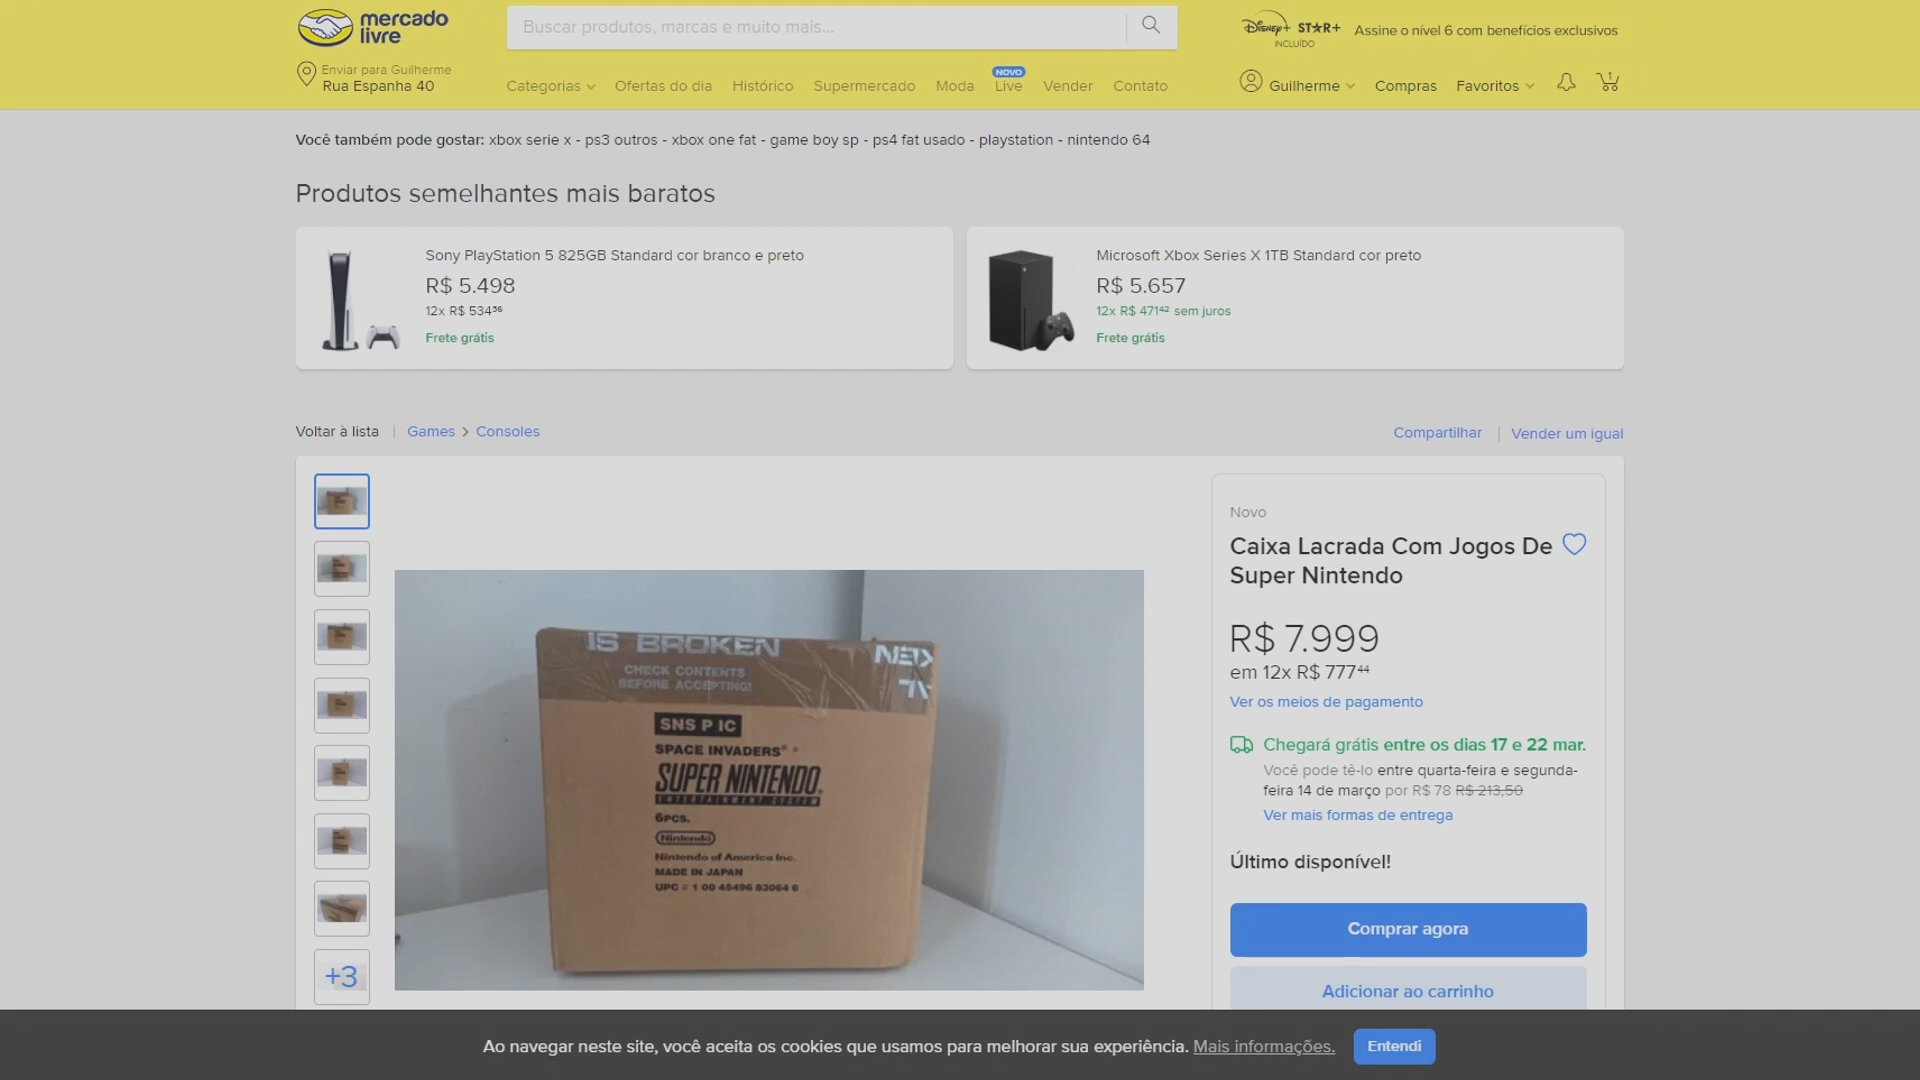 mercado
livre
Buscar produtos, marcas e muito mais...
Disney+ STAR+
INCLUÍDO
Assine o nível 6 com benefícios exclusivos
Enviar para Guilherme
Rua Espanha 40
Categorias
Ofertas do dia
Histórico
Supermercado
Moda
NOVO
Live
Vender
Contato
Guilherme
Compras
Favoritos
1
Você também pode gostar: xbox serie x - ps3 outros - xbox one fat - game boy sp - ps4 fat usado - playstation - nintendo 64
Produtos semelhantes mais baratos
Sony PlayStation 5 825GB Standard cor branco e preto
R$ 5.498
12x R$ 534³⁶
Frete grátis
Microsoft Xbox Series X 1TB Standard cor preto
R$ 5.657
12x R$ 471⁴² sem juros
Frete grátis
Voltar à lista | Games > Consoles
Compartilhar | Vender um igual
IS BROKEN
CHECK CONTENTS
BEFORE ACCEPTING!
SNS P IC
SPACE INVADERS®
SUPER NINTENDO
ENTERTAINMENT SYSTEM
6PCS.
Nintendo
Nintendo of America Inc.
MADE IN JAPAN
UPC # 1 00 45496 83064 6
+3
Novo
Caixa Lacrada Com Jogos De
Super Nintendo
R$ 7.999
em 12x R$ 777⁴⁴
Ver os meios de pagamento
Chegará grátis entre os dias 17 e 22 mar.
Você pode tê-lo entre quarta-feira e segunda-
feira 14 de março por R$ 78 R$ 213,50
Ver mais formas de entrega
Último disponível!
Comprar agora
Adicionar ao carrinho
Ao navegar neste site, você aceita os cookies que usamos para melhorar sua experiência. Mais informações.
Entendi